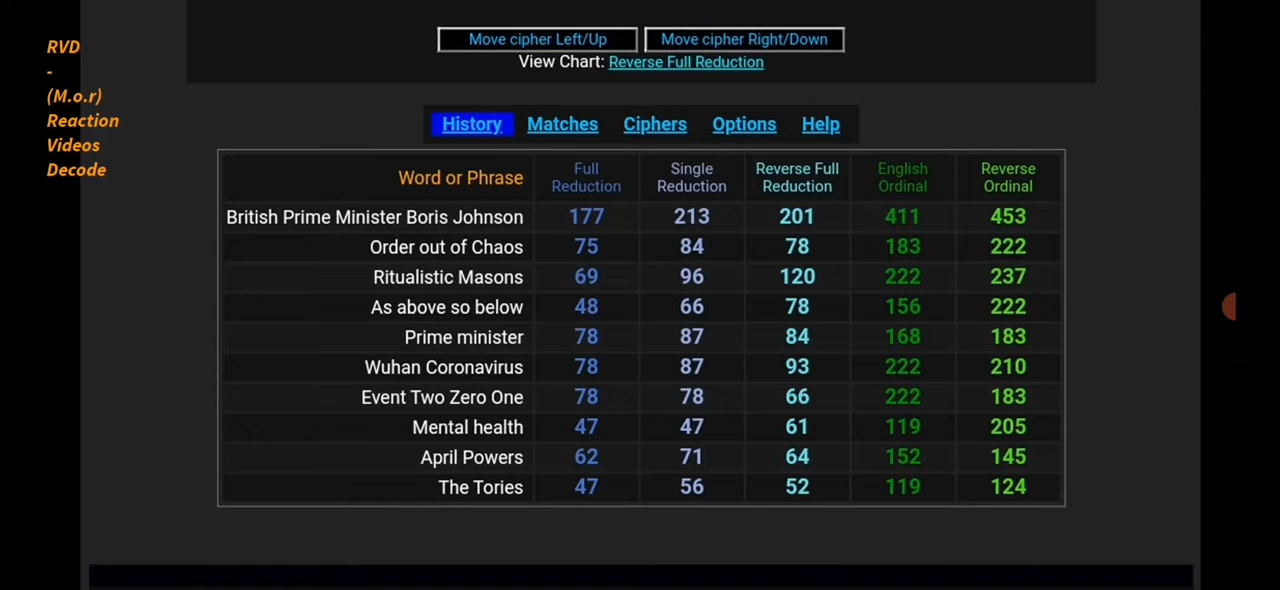 RVD
-
(M.o.r)
Reaction
Videos
Decode
Move cipher Left/Up Move cipher Right/Down
View Chart: Reverse Full Reduction
History Matches Ciphers Options Help
Word or Phrase Full Reduction Single Reduction Reverse Full Reduction English Ordinal Reverse Ordinal
British Prime Minister Boris Johnson 177 213 201 411 453
Order out of Chaos 75 84 78 183 222
Ritualistic Masons 69 96 120 222 237
As above so below 48 66 78 156 222
Prime minister 78 87 84 168 183
Wuhan Coronavirus 78 87 93 222 210
Event Two Zero One 78 78 66 222 183
Mental health 47 47 61 119 205
April Powers 62 71 64 152 145
The Tories 47 56 52 119 124